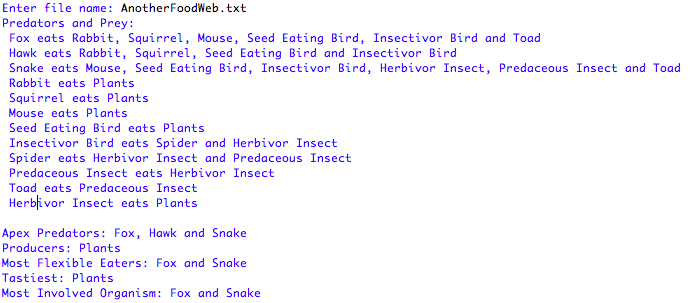 Enter file name: AnotherFoodWeb.txt
Predators and Prey:
Fox eats Rabbit, Squirrel, Mouse, Seed Eating Bird, Insectivor Bird and Toad
Hawk eats Rabbit, Squirrel, Seed Eating Bird and Insectivor Bird
Snake eats Mouse, Seed Eating Bird, Insectivor Bird, Herbivor Insect, Predaceous Insect and Toad
Rabbit eats Plants
Squirrel eats Plants
Mouse eats Plants
Seed Eating Bird eats Plants
Insectivor Bird eats Spider and Herbivor Insect
Spider eats Herbivor Insect and Predaceous Insect
Predaceous Insect eats Herbivor Insect
Toad eats Predaceous Insect
Herbivor Insect eats Plants
Apex Predators: Fox, Hawk and Snake
Producers: Plants
Most Flexible Eaters: Fox and Snake
Tastiest: Plants
Most Involved Organism: Fox and Snake